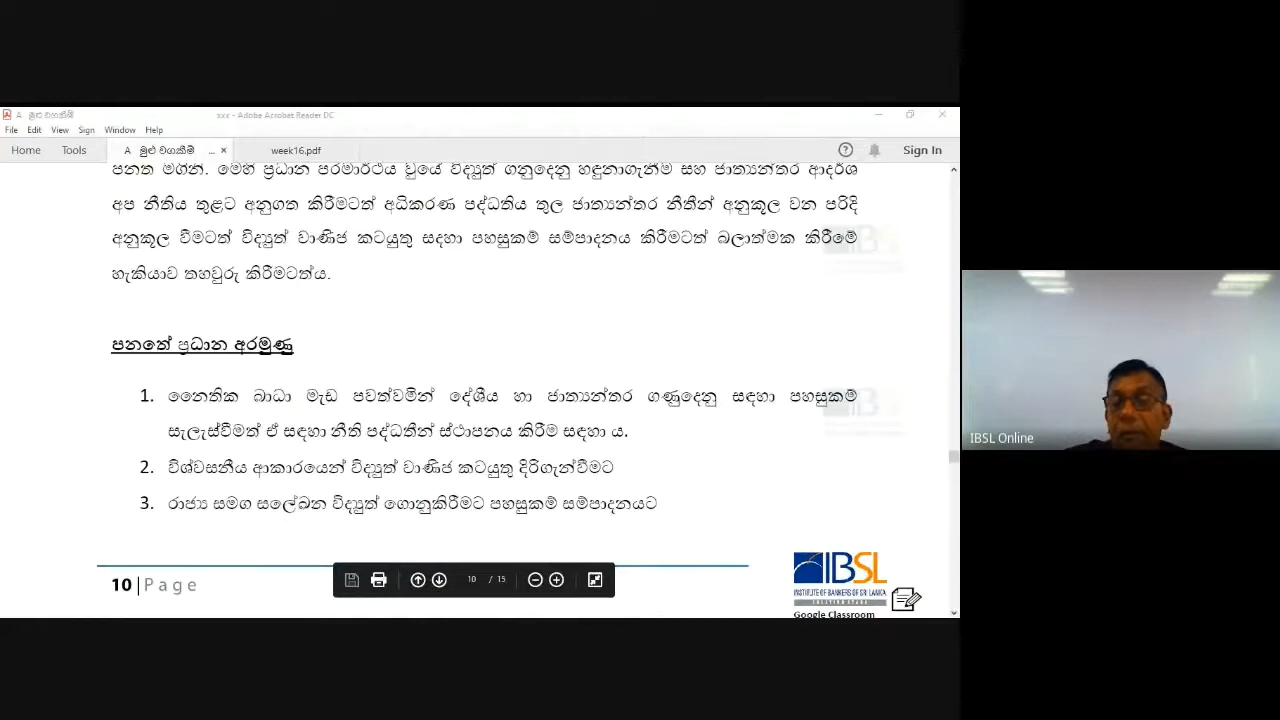 A මුළු වගකීම් xxx - Adobe Acrobat Reader DC
File Edit View Sign Window Help
Home Tools A මුළු වගකීම් ... × week16.pdf Sign In
පනත මගින්. මෙහි ප්‍රධාන පරමාර්ථය වුයේ විද්‍යුත් ගනුදෙනු හඳුනාගැනීම සහ ජාත්‍යන්තර ආදර්ශ
අප නීතිය තුළට අනුගත කිරීමටත් අධිකරණ පද්ධතිය තුල ජාත්‍යන්තර නීතීන් අනුකූල වන පරිදි
අනුකූල වීමටත් විද්‍යුත් වාණිජ කටයුතු සදහා පහසුකම් සම්පාදනය කිරීමටත් බලාත්මක කිරීමේ
හැකියාව තහවුරු කිරීමටත්ය.
පනතේ ප්‍රධාන අරමුණු
1. නෛතික බාධා මැඩ පවත්වමින් දේශීය හා ජාත්‍යන්තර ගණුදෙනු සඳහා පහසුකම්
සැලැස්වීමත් ඒ සඳහා නීති පද්ධතීන් ස්ථාපනය කිරීම සඳහා ය.
2. විශ්වසනීය ආකාරයෙන් විද්‍යුත් වාණිජ කටයුතු දිරිගැන්වීමට
3. රාජ්‍ය සමග සලේඛන විද්‍යුත් ගොනුකිරීමට පහසුකම් සම්පාදනයට
10 | Page
10 / 15
IBSL
INSTITUTE OF BANKERS OF SRI LANKA
Google Classroom
IBSL Online